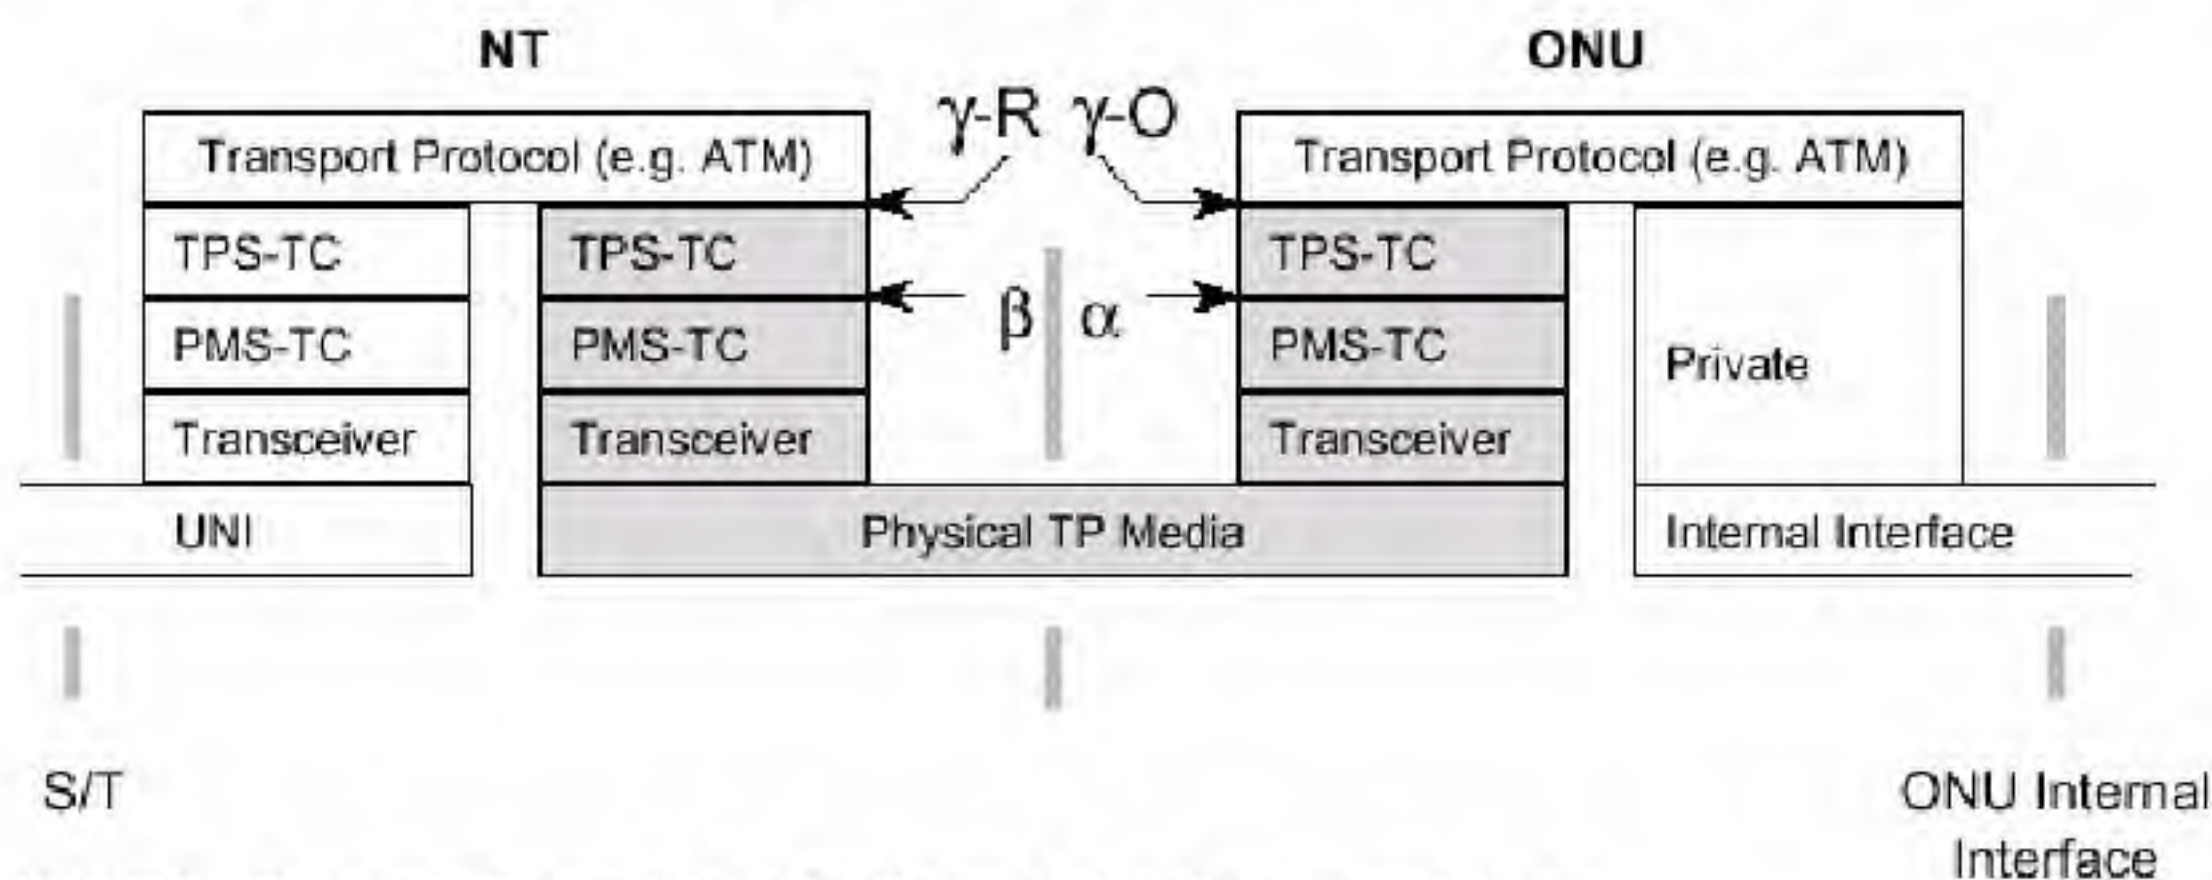 NT
ONU
γ-R γ-O
Transport Protocol (e.g. ATM)
Transport Protocol (e.g. ATM)
TPS-TC
TPS-TC
TPS-TC
β
α
PMS-TC
PMS-TC
PMS-TC
Private
Transceiver
Transceiver
Transceiver
UNI
Physical TP Media
Internal Interface
S/T
ONU Internal
Interface